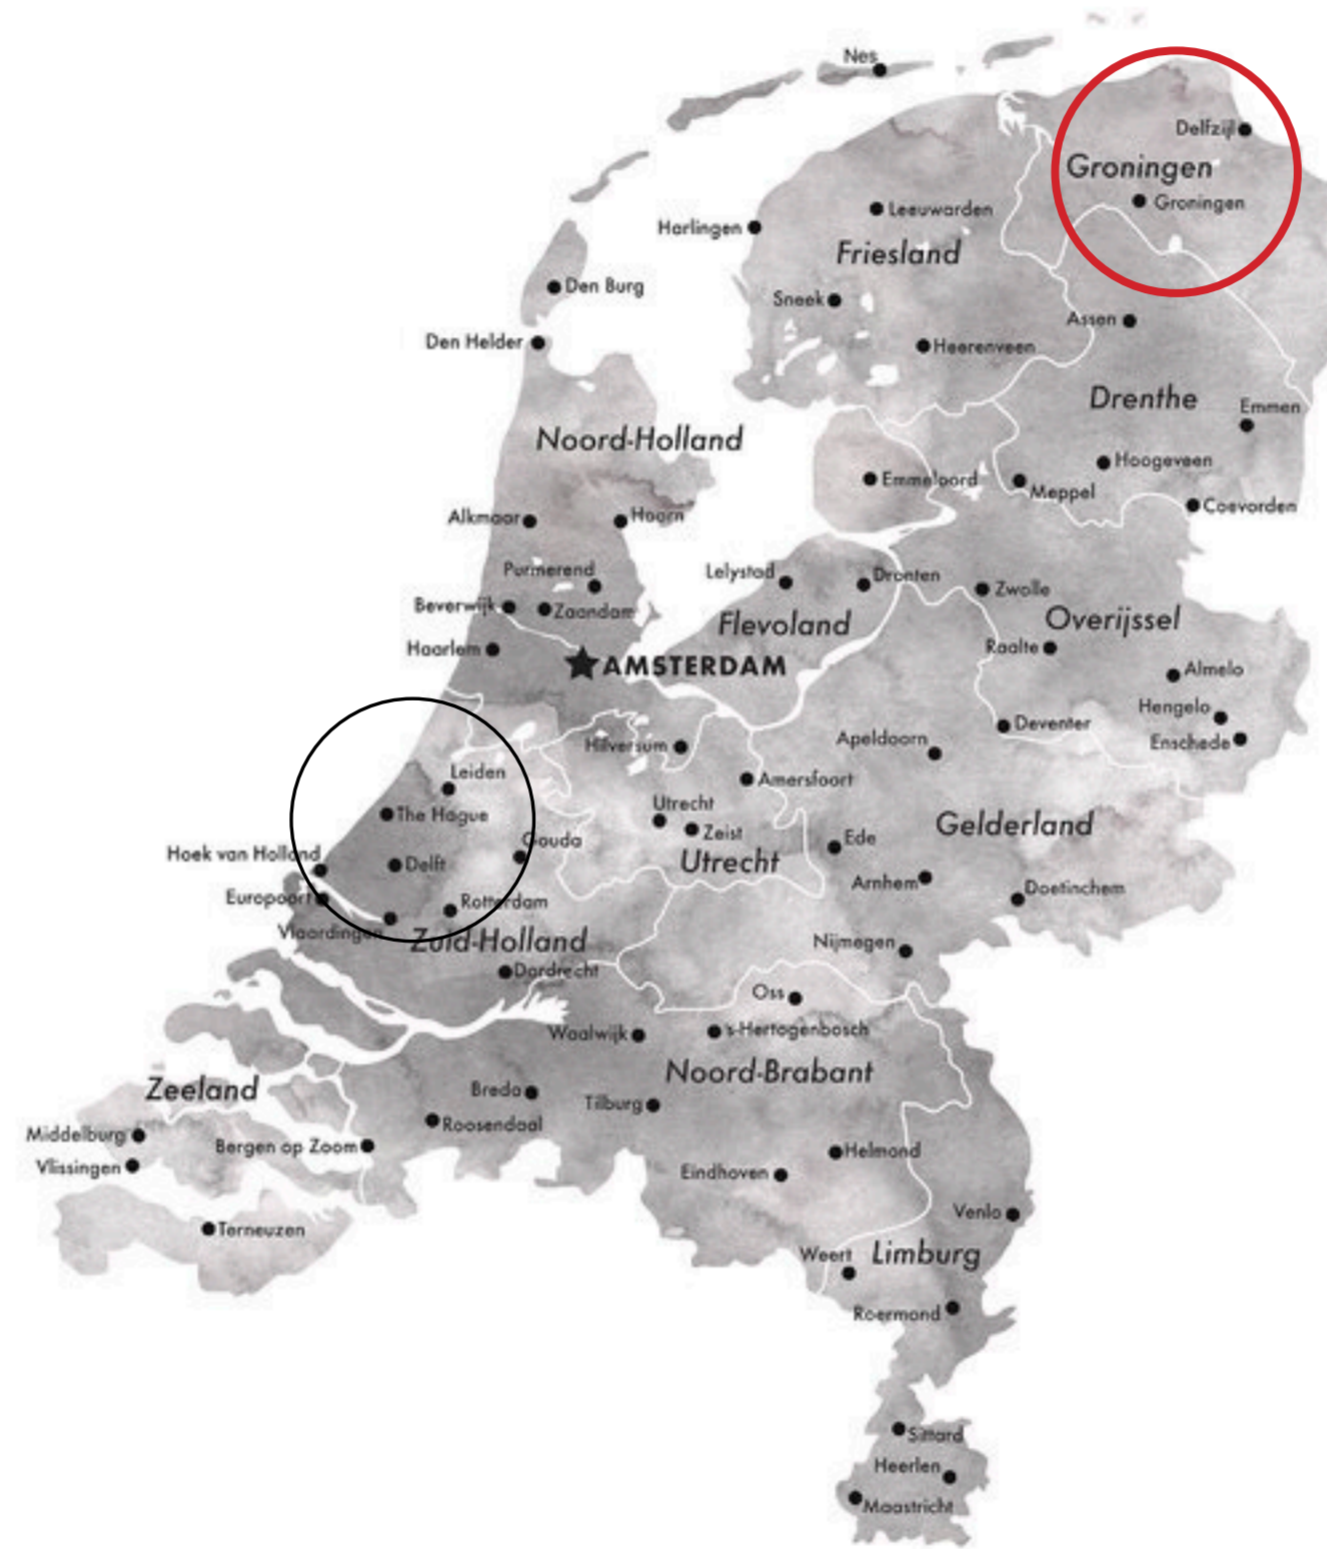 Nes
Delfzijl
Groningen
Groningen
Leeuwarden
Harlingen
Friesland
Den Burg
Sneek
Assen
Den Helder
Heerenveen
Drenthe
Emmen
Noord-Holland
Hoogeveen
Emmeloord
Meppel
Coevorden
Alkmaar
Hoorn
Purmerend
Lelystad
Dronten
Zwolle
Beverwijk
Zaandam
Flevoland
Overijssel
Haarlem
Raalte
AMSTERDAM
Almelo
Hengelo
Deventer
Apeldoorn
Enschede
Hilversum
Leiden
Amersfoort
Utrecht
The Hague
Gelderland
Zeist
Gouda
Ede
Hoek van Holland
Utrecht
Delft
Arnhem
Doetinchem
Europoort
Rotterdam
Vlaardingen
Zuid-Holland
Nijmegen
Dordrecht
Oss
Waalwijk
's-Hertogenbosch
Noord-Brabant
Zeeland
Breda
Tilburg
Roosendaal
Middelburg
Bergen op Zoom
Helmond
Vlissingen
Eindhoven
Venlo
Terneuzen
Weert
Limburg
Roermond
Sittard
Heerlen
Maastricht